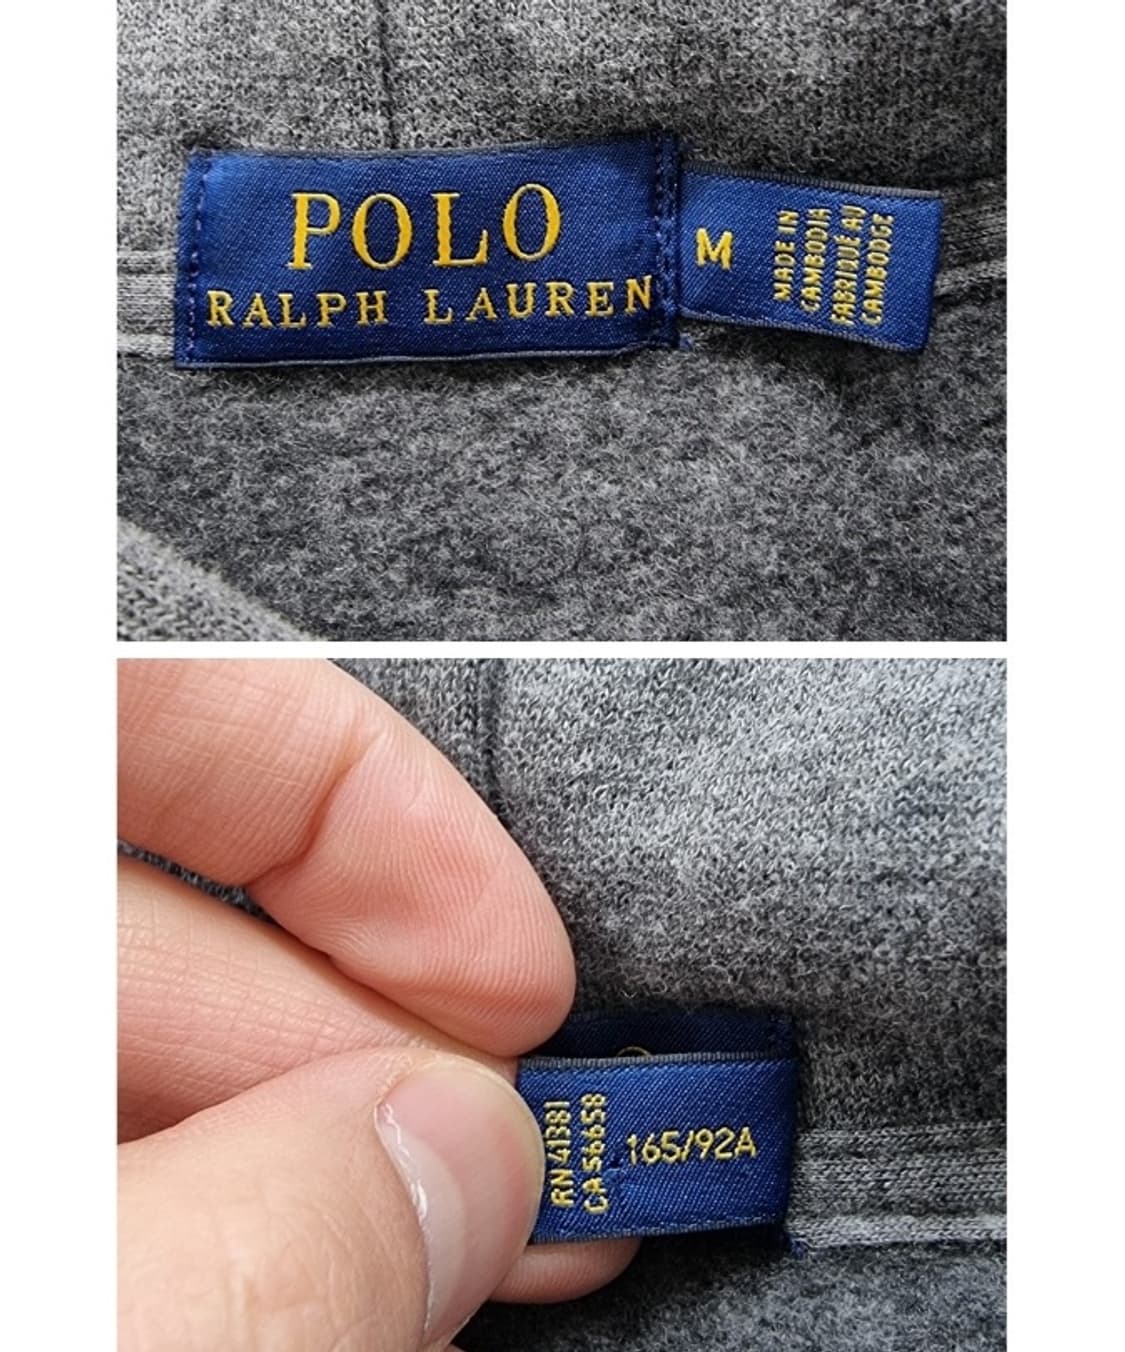 POLO
RALPH LAUREN
M
MADE IN
CAMBODIA
FABRIQUÉ AU
CAMBODGE
RN 41381
CA 56658
165/92A